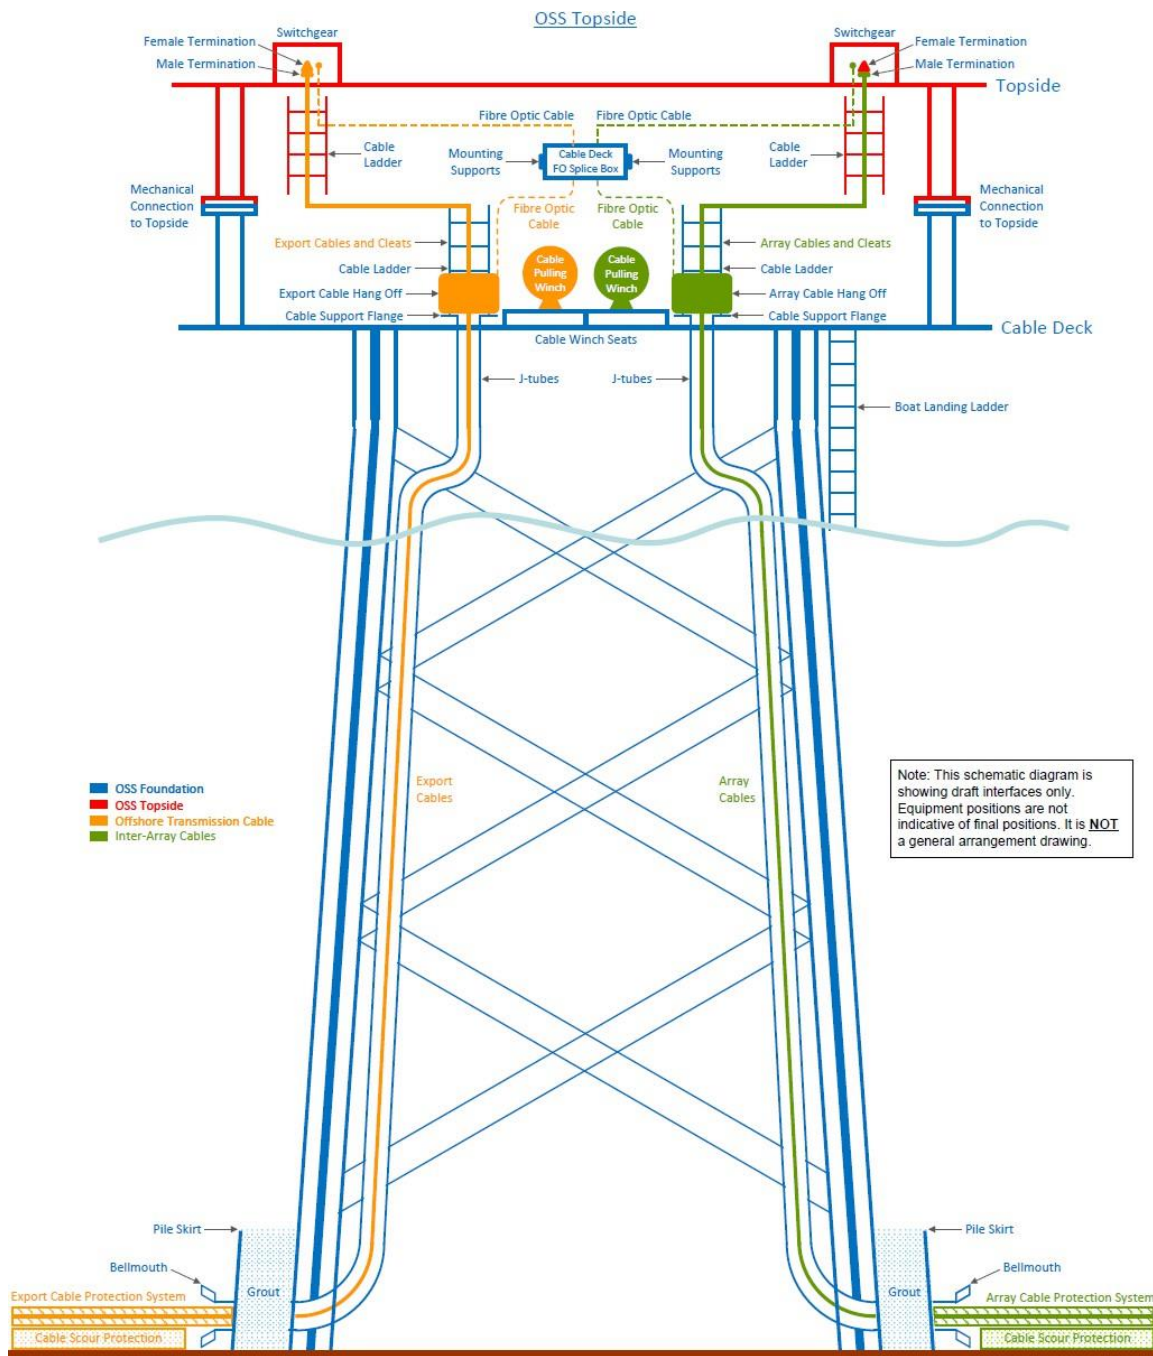 OSS Topside
Switchgear
Female Termination
Male Termination
Switchgear
Female Termination
Male Termination
Topside
Fibre Optic Cable
Fibre Optic Cable
Cable
Ladder
Mounting
Supports
Cable Deck
FO Splice Box
Mounting
Supports
Cable
Ladder
Mechanical
Connection
to Topside
Mechanical
Connection
to Topside
Fibre Optic
Cable
Fibre Optic
Cable
Export Cables and Cleats
Array Cables and Cleats
Cable Ladder
Cable
Pulling
Winch
Cable
Pulling
Winch
Cable Ladder
Export Cable Hang Off
Array Cable Hang Off
Cable Support Flange
Cable Support Flange
Cable Deck
Cable Winch Seats
J-tubes
J-tubes
Boat Landing Ladder
Export
Cables
Array
Cables
OSS Foundation
OSS Topside
Offshore Transmission Cable
Inter-Array Cables
Note: This schematic diagram is
showing draft interfaces only.
Equipment positions are not
indicative of final positions. It is NOT
a general arrangement drawing.
Pile Skirt
Pile Skirt
Bellmouth
Bellmouth
Grout
Grout
Export Cable Protection System
Array Cable Protection System
Cable Scour Protection
Cable Scour Protection